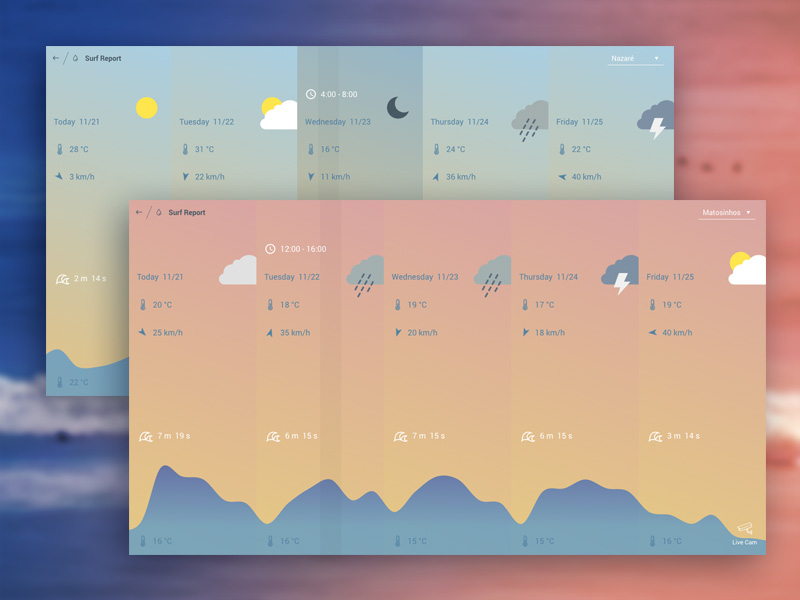 Surf Report
Nazaré
4:00 - 8:00
Today 11/21
Tuesday 11/22
Wednesday 11/23
Thursday 11/24
Friday 11/25
28 °C
31 °C
16 °C
24 °C
22 °C
3 km/h
22 km/h
11 km/h
36 km/h
40 km/h
2 m 14 s
22 °C
Surf Report
Matosinhos
12:00 - 16:00
Today 11/21
Tuesday 11/22
Wednesday 11/23
Thursday 11/24
Friday 11/25
20 °C
18 °C
19 °C
17 °C
19 °C
25 km/h
35 km/h
20 km/h
18 km/h
40 km/h
7 m 19 s
6 m 15 s
7 m 15 s
6 m 15 s
3 m 14 s
16 °C
16 °C
15 °C
15 °C
16 °C
Live Cam